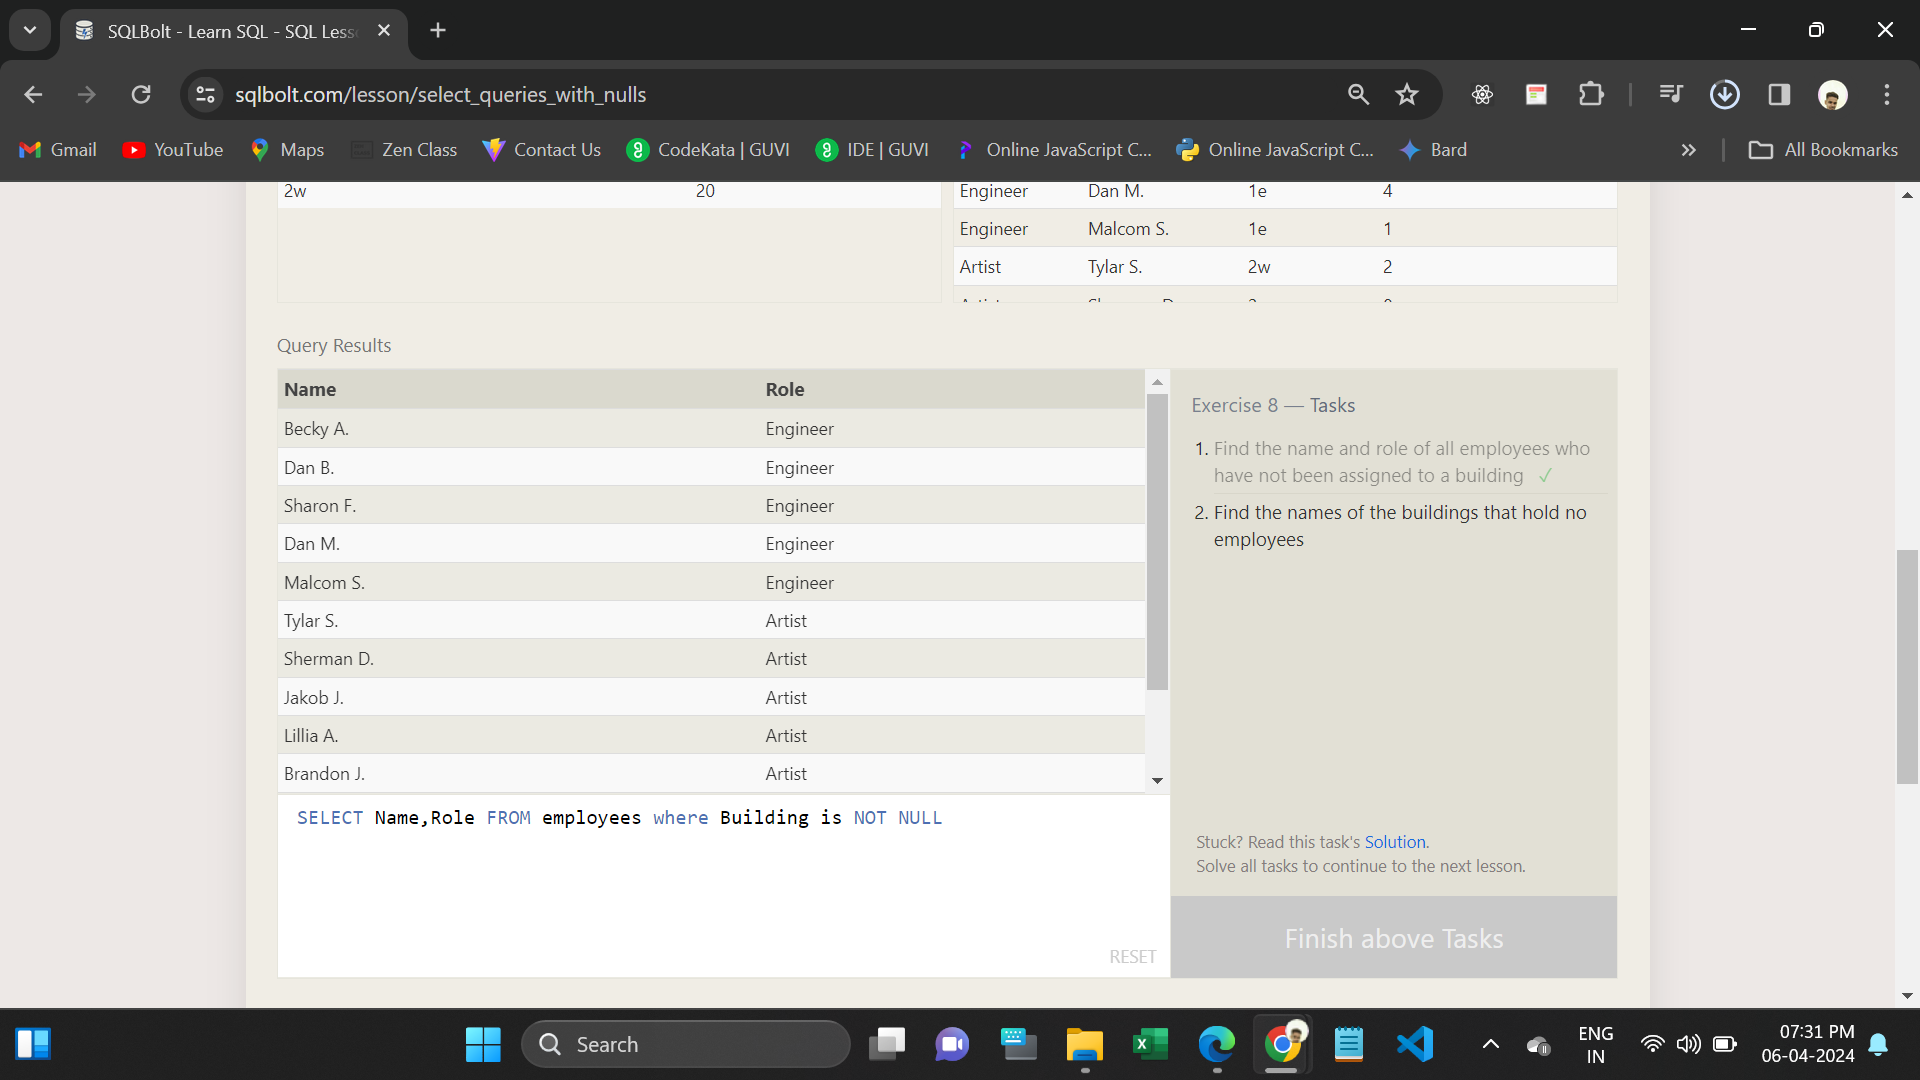 SQLBolt - Learn SQL - SQL Less
sqlbolt.com/lesson/select_queries_with_nulls
Gmail YouTube Maps Zen Class Contact Us CodeKata | GUVI IDE | GUVI Online JavaScript C... Online JavaScript C... Bard » All Bookmarks
2w 20
Engineer Dan M. 1e 4
Engineer Malcom S. 1e 1
Artist Tylar S. 2w 2
Query Results
Name Role
Becky A. Engineer
Dan B. Engineer
Sharon F. Engineer
Dan M. Engineer
Malcom S. Engineer
Tylar S. Artist
Sherman D. Artist
Jakob J. Artist
Lillia A. Artist
Brandon J. Artist
SELECT Name,Role FROM employees where Building is NOT NULL
RESET
Exercise 8 — Tasks
1. Find the name and role of all employees who
have not been assigned to a building ✓
2. Find the names of the buildings that hold no
employees
Stuck? Read this task's Solution.
Solve all tasks to continue to the next lesson.
Finish above Tasks
Search
ENG
IN
07:31 PM
06-04-2024